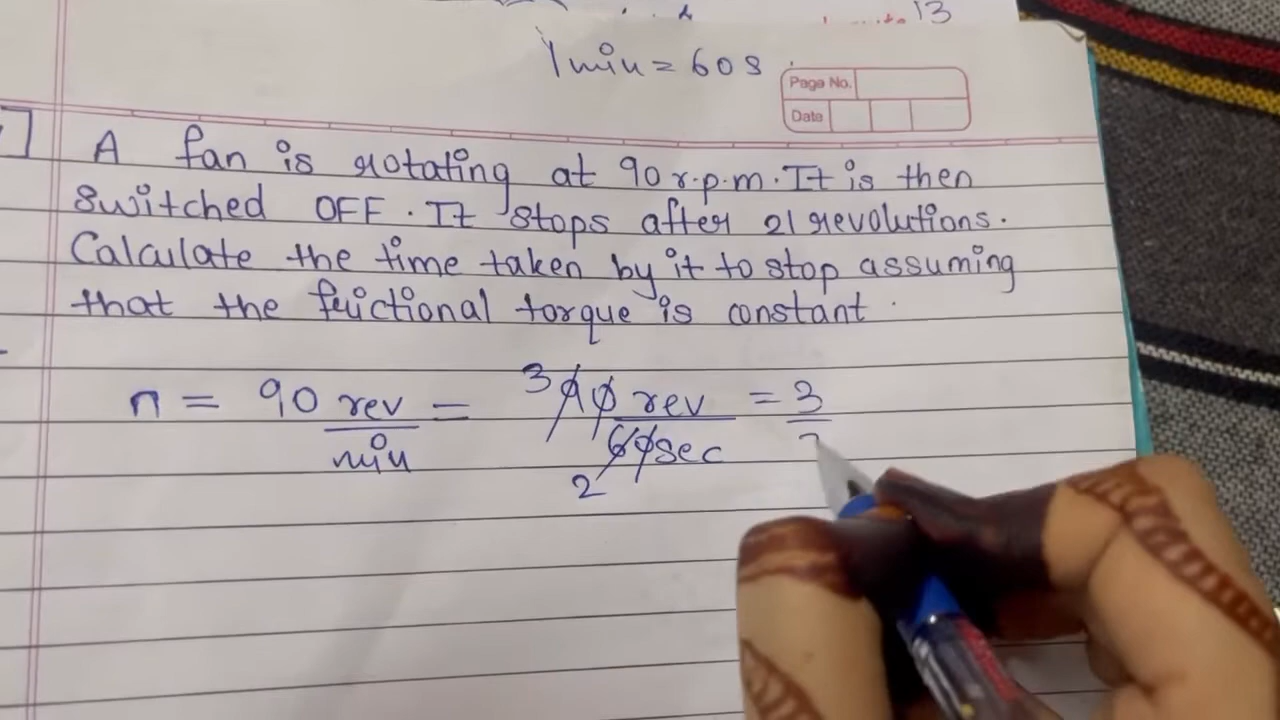 13
1 min = 60 s
Page No.
Date
A fan is rotating at 90 r.p.m. It is then
switched OFF. It stops after 21 revolutions.
Calculate the time taken by it to stop assuming
that the frictional torque is constant.
n = 90 rev/min = 3 90 rev / 60 sec 2 = 3